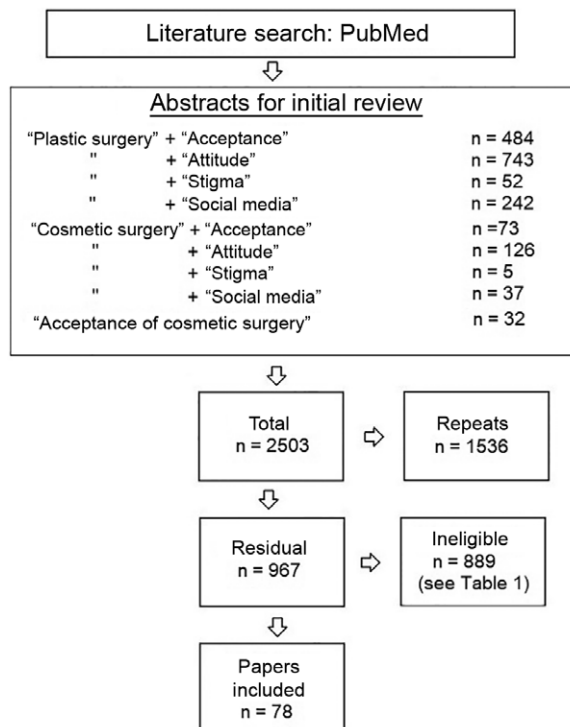 Literature search: PubMed
Abstracts for initial review
“Plastic surgery” + “Acceptance” n = 484
" + “Attitude” n = 743
" + “Stigma” n = 52
" + “Social media” n = 242
“Cosmetic surgery” + “Acceptance” n =73
" + “Attitude” n = 126
" + “Stigma” n = 5
" + “Social media” n = 37
“Acceptance of cosmetic surgery” n = 32
Total
n = 2503
Repeats
n = 1536
Residual
n = 967
Ineligible
n = 889
(see Table 1)
Papers
included
n = 78